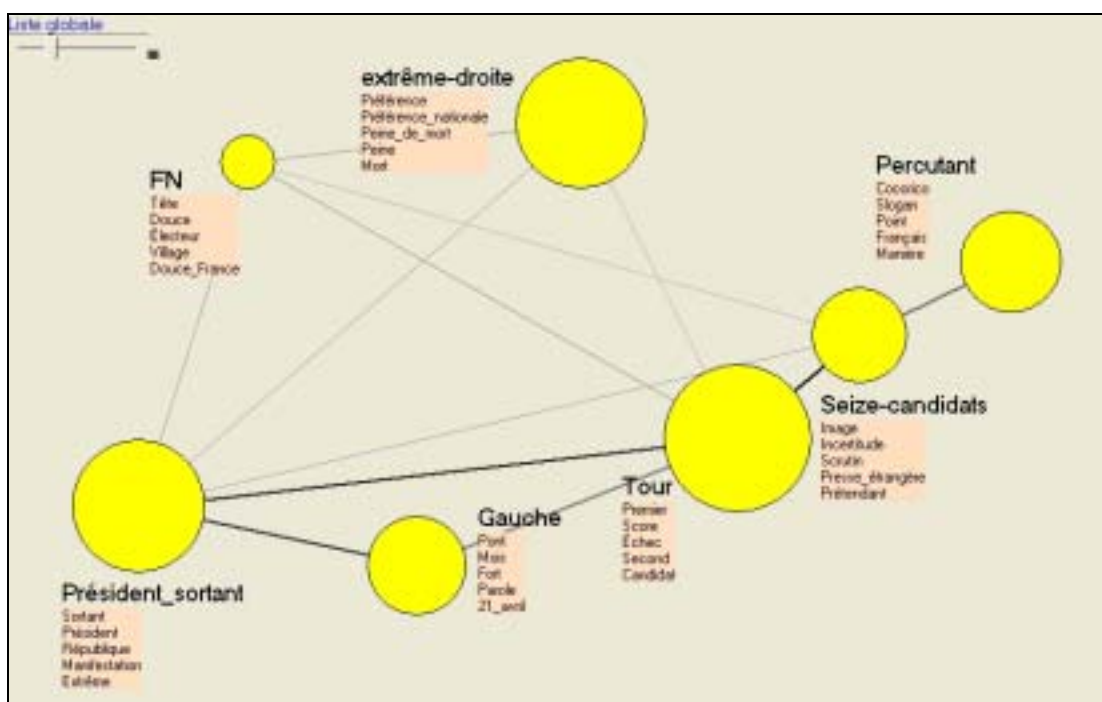 Liste globale
extrême-droite
Préférence
Préférence_nationale
Peine_de_mort
Peine
Mort
FN
Tête
Douce
Électeur
Village
Douce_France
Percutant
Cocorico
Slogan
Point
Français
Manière
Seize-candidats
Image
Incertitude
Scrutin
Presse_étrangère
Prétendant
Tour
Premier
Score
Échec
Second
Candidat
Gauche
Pont
Mois
Fort
Parole
21_avril
Président_sortant
Sortant
Président
République
Manifestation
Extrême